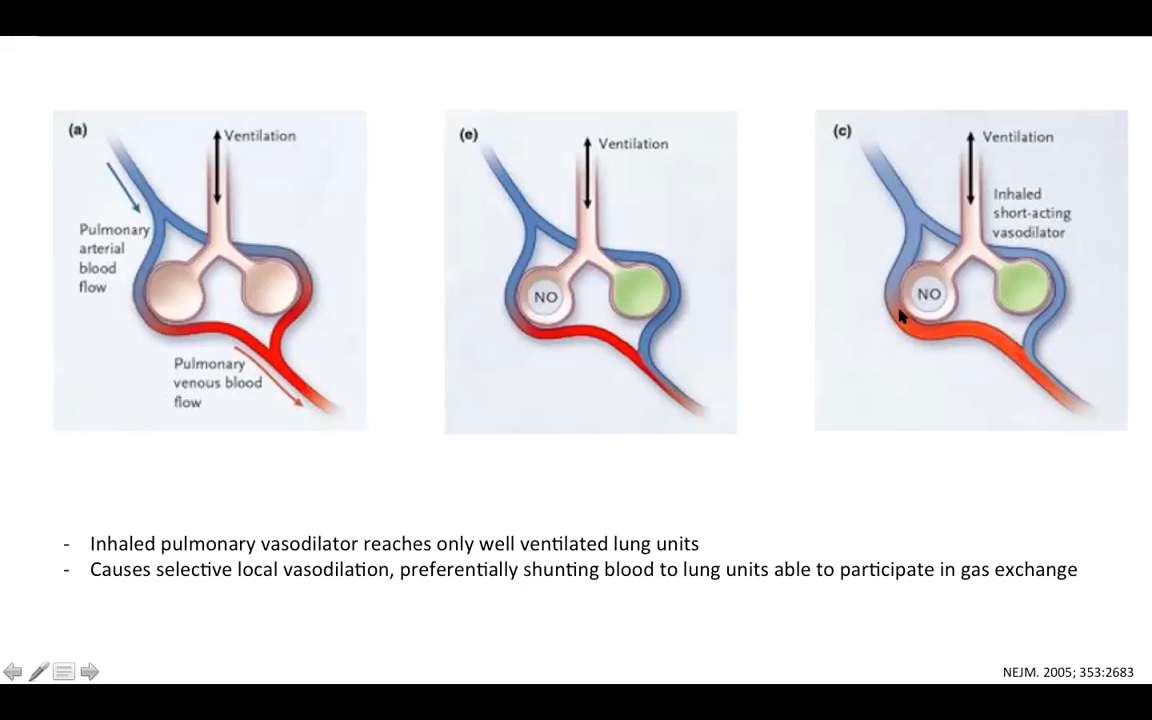 (a)
Ventilation
Pulmonary
arterial
blood
flow
Pulmonary
venous blood
flow
(e)
Ventilation
NO
(c)
Ventilation
Inhaled
short-acting
vasodilator
NO
- Inhaled pulmonary vasodilator reaches only well ventilated lung units
- Causes selective local vasodilation, preferentially shunting blood to lung units able to participate in gas exchange
NEJM. 2005; 353:2683